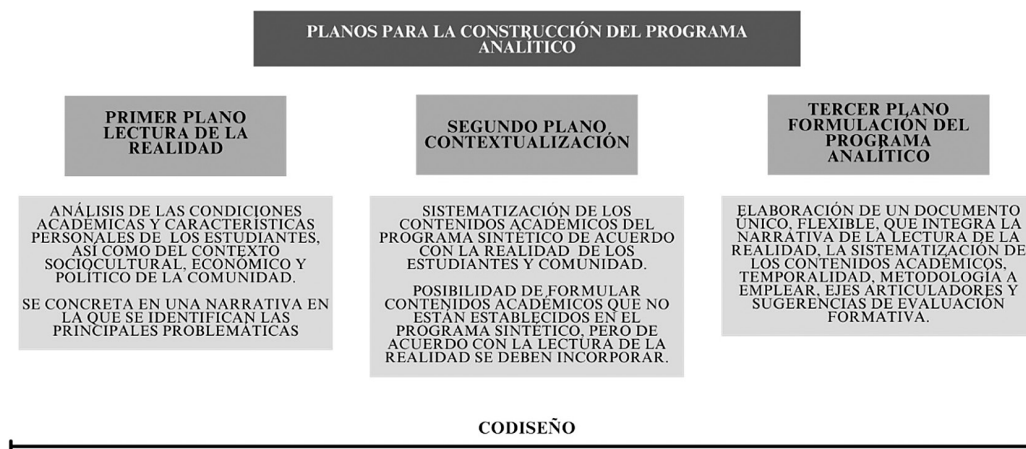 PLANOS PARA LA CONSTRUCCIÓN DEL PROGRAMA
ANALÍTICO
PRIMER PLANO
LECTURA DE LA
REALIDAD
ANÁLISIS DE LAS CONDICIONES
ACADÉMICAS Y CARACTERÍSTICAS
PERSONALES DE LOS ESTUDIANTES,
ASÍ COMO DEL CONTEXTO
SOCIOCULTURAL, ECONÓMICO Y
POLÍTICO DE LA COMUNIDAD.
SE CONCRETA EN UNA NARRATIVA EN
LA QUE SE IDENTIFICAN LAS
PRINCIPALES PROBLEMÁTICAS
SEGUNDO PLANO
CONTEXTUALIZACIÓN
SISTEMATIZACIÓN DE LOS
CONTENIDOS ACADÉMICOS DEL
PROGRAMA SINTÉTICO DE ACUERDO
CON LA REALIDAD DE LOS
ESTUDIANTES Y COMUNIDAD.
POSIBILIDAD DE FORMULAR
CONTENIDOS ACADÉMICOS QUE NO
ESTÁN ESTABLECIDOS EN EL
PROGRAMA SINTÉTICO, PERO DE
ACUERDO CON LA LECTURA DE LA
REALIDAD SE DEBEN INCORPORAR.
TERCER PLANO
FORMULACIÓN DEL
PROGRAMA
ANALÍTICO
ELABORACIÓN DE UN DOCUMENTO
ÚNICO, FLEXIBLE, QUE INTEGRA LA
NARRATIVA DE LA LECTURA DE LA
REALIDAD, LA SISTEMATIZACIÓN DE
LOS CONTENIDOS ACADÉMICOS,
TEMPORALIDAD, METODOLOGÍA A
EMPLEAR, EJES ARTICULADORES Y
SUGERENCIAS DE EVALUACIÓN
FORMATIVA.
CODISEÑO